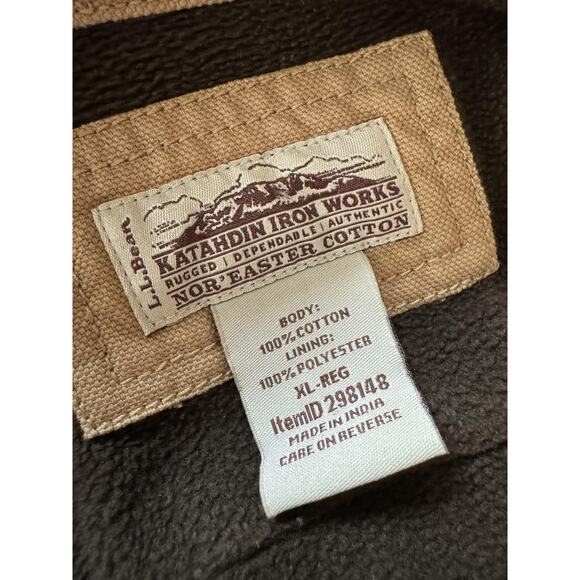 L.L.Bean
KATAHDIN IRON WORKS
RUGGED | DEPENDABLE | AUTHENTIC
NOR'EASTER COTTON
BODY:
100% COTTON
LINING:
100% POLYESTER
XL-REG
ItemID 298148
MADE IN INDIA
CARE ON REVERSE